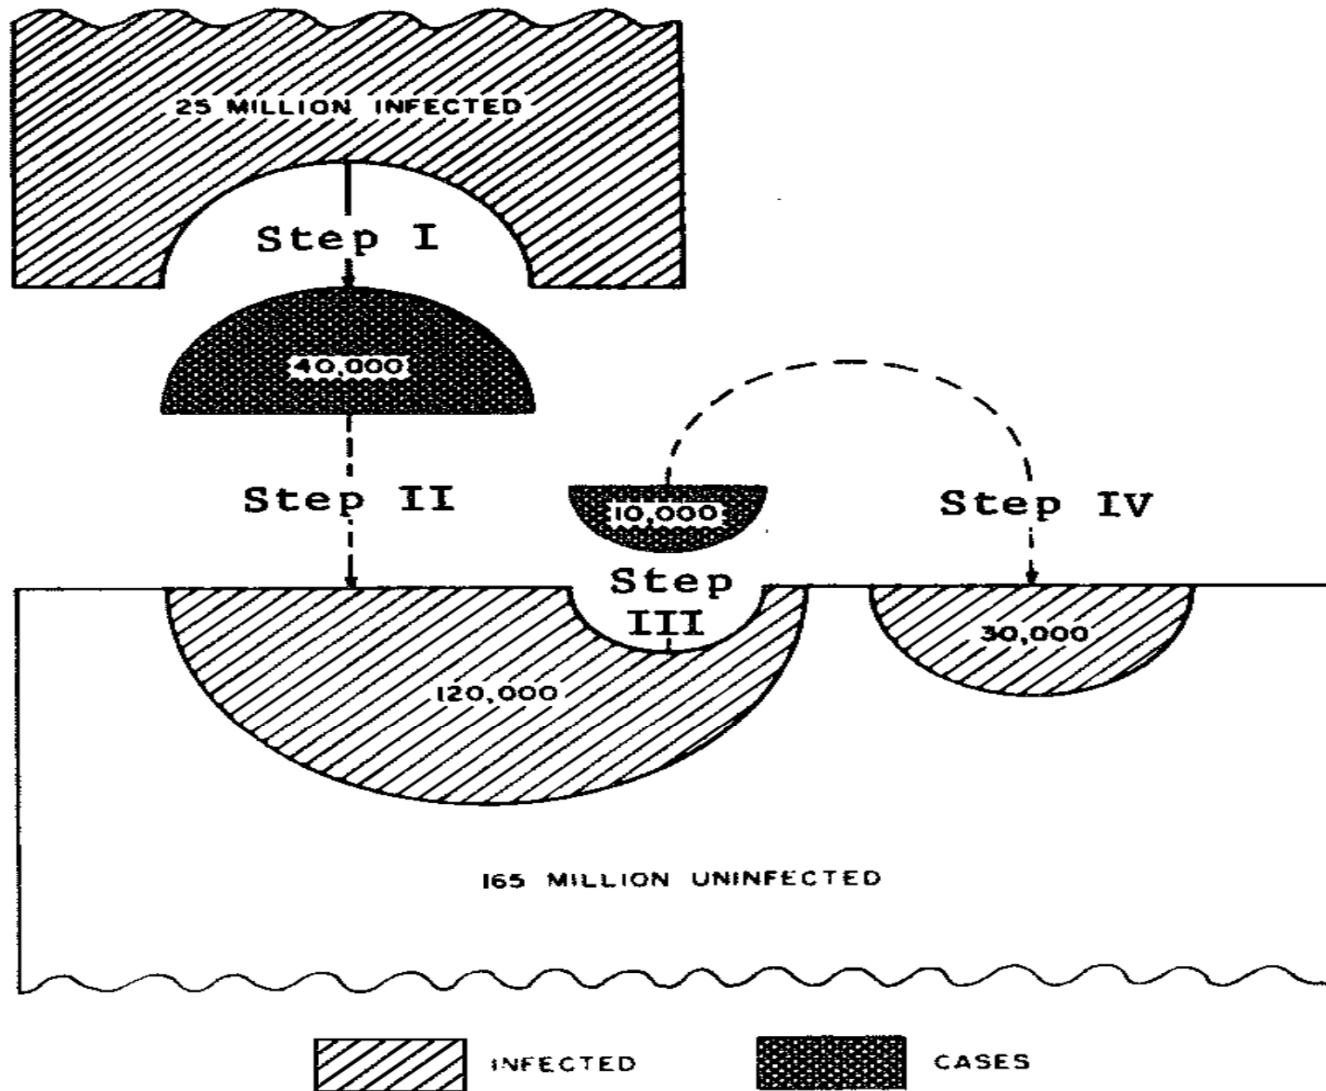 25 MILLION INFECTED
Step I
40,000
Step II
10,000
Step IV
Step
III
30,000
120,000
165 MILLION UNINFECTED
INFECTED
CASES